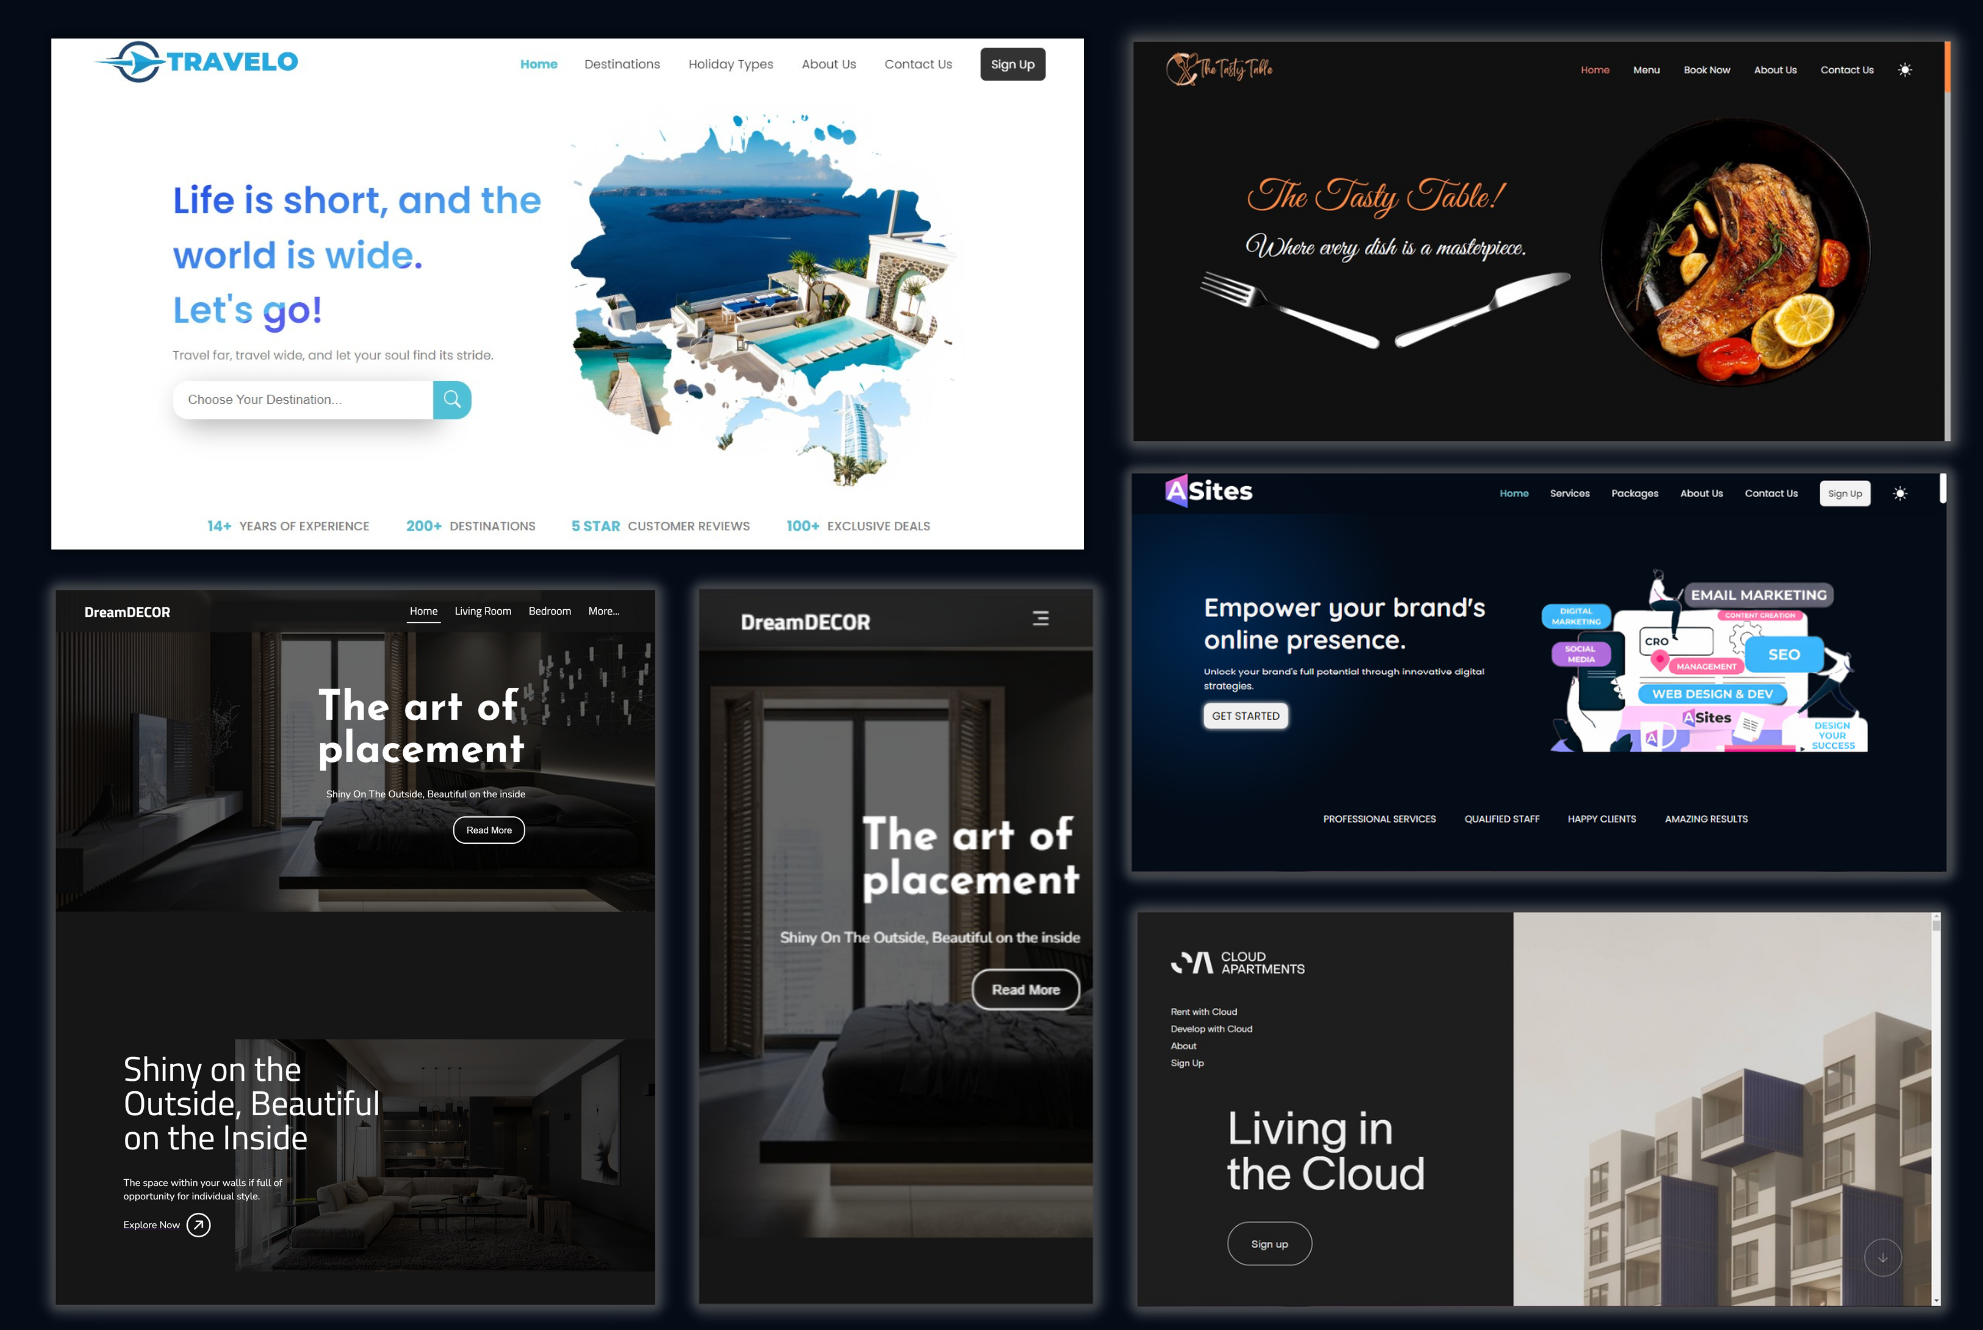 TRAVELO
Home Destinations Holiday Types About Us Contact Us Sign Up
Life is short, and the
world is wide.
Let's go!
Travel far, travel wide, and let your soul find its stride.
Choose Your Destination...
14+ YEARS OF EXPERIENCE 200+ DESTINATIONS 5 STAR CUSTOMER REVIEWS 100+ EXCLUSIVE DEALS
The Tasty Table
Home Menu Book Now About Us Contact Us
The Tasty Table!
Where every dish is a masterpiece.
ASites
Home Services Packages About Us Contact Us Sign Up
Empower your brand's
online presence.
Unlock your brand's full potential through innovative digital
strategies.
GET STARTED
EMAIL MARKETING
DIGITAL
MARKETING
CONTENT CREATION
CRO
SOCIAL
MEDIA
SEO
MANAGEMENT
WEB DESIGN & DEV
ASites
A
DESIGN
YOUR
SUCCESS
PROFESSIONAL SERVICES QUALIFIED STAFF HAPPY CLIENTS AMAZING RESULTS
DreamDECOR
Home Living Room Bedroom More...
The art of
placement
Shiny On The Outside, Beautiful on the inside
Read More
Shiny on the
Outside, Beautiful
on the Inside
The space within your walls if full of
opportunity for individual style.
Explore Now
DreamDECOR
The art of
placement
Shiny On The Outside, Beautiful on the inside
Read More
CLOUD
APARTMENTS
Rent with Cloud
Develop with Cloud
About
Sign Up
Living in
the Cloud
Sign up